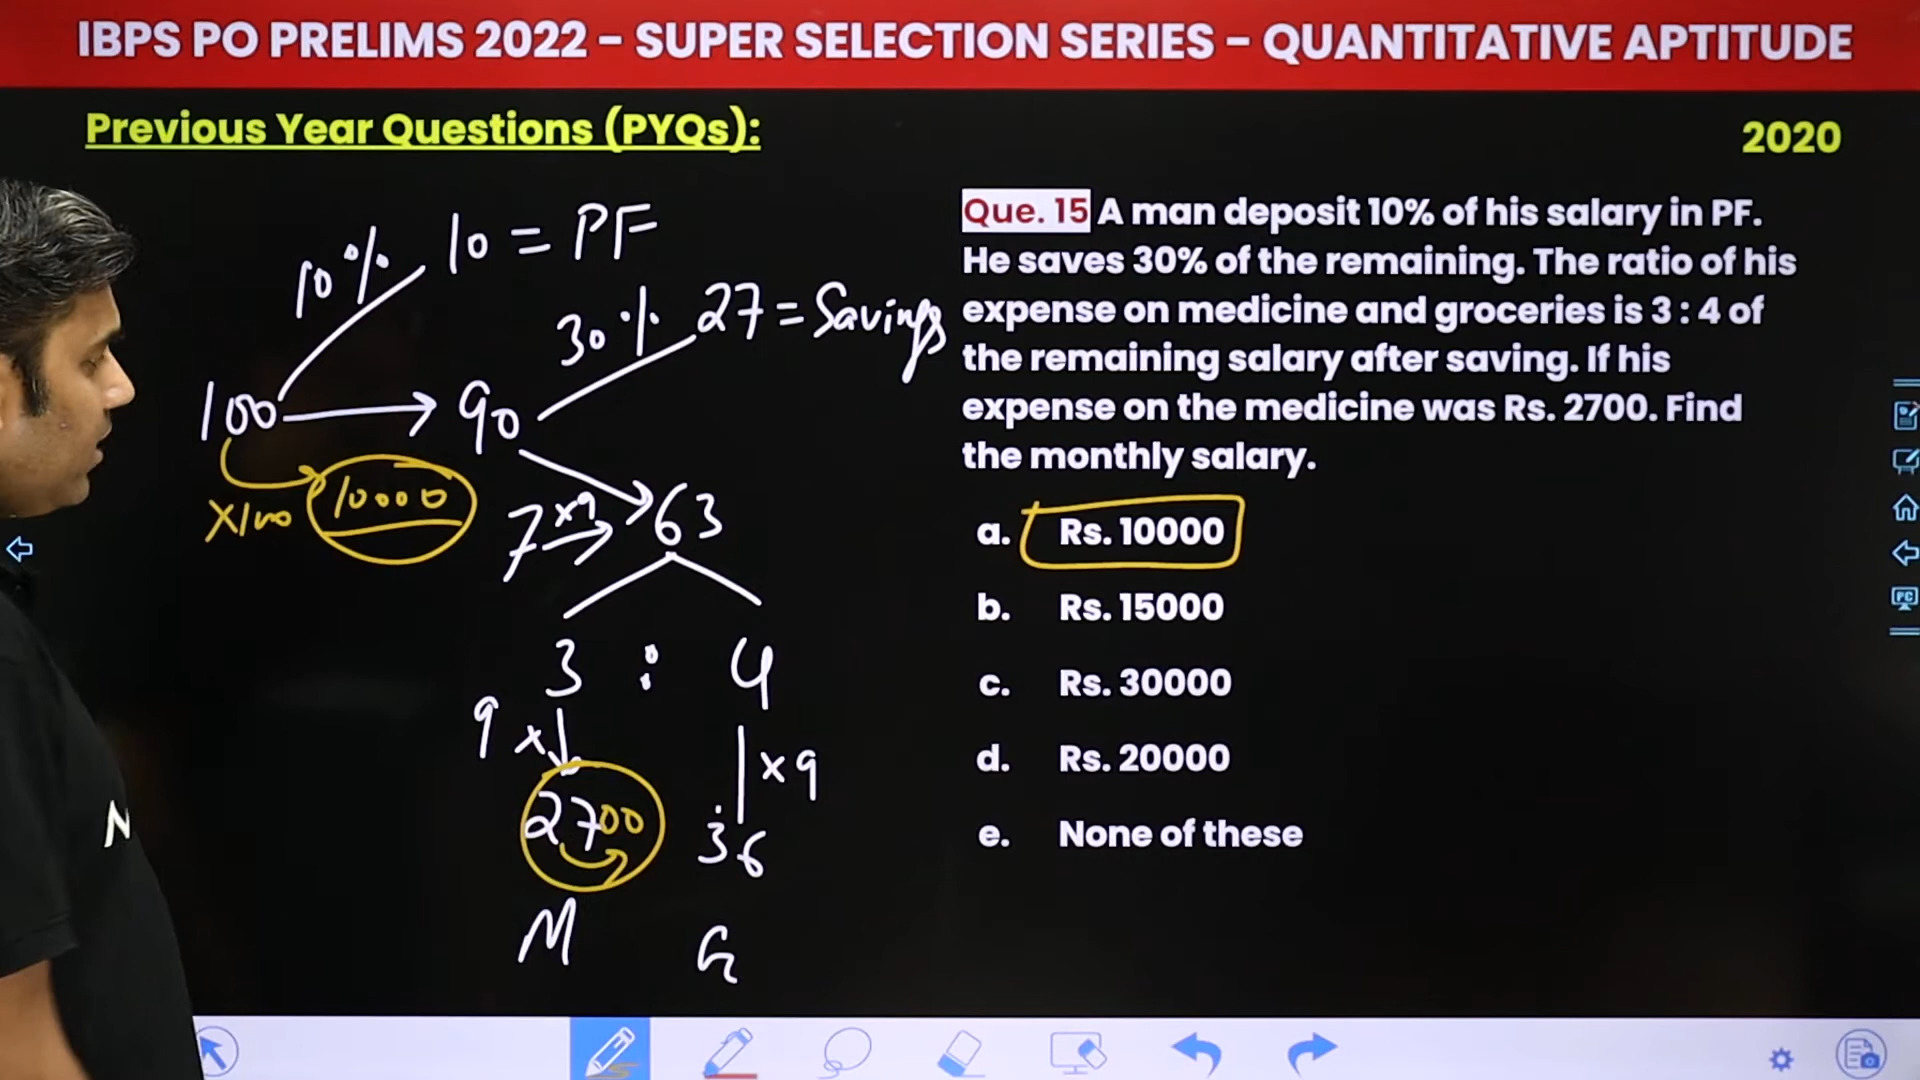 IBPS PO PRELIMS 2022 - SUPER SELECTION SERIES - QUANTITATIVE APTITUDE
Previous Year Questions (PYQs):
2020
10% 10 = PF
30% 27 = Savings
100 → 90
×100 10000
7 ×9 → 63
3 : 4
9 ×
× 9
2700
36
M
G
Que. 15 A man deposit 10% of his salary in PF.
He saves 30% of the remaining. The ratio of his
expense on medicine and groceries is 3 : 4 of
the remaining salary after saving. If his
expense on the medicine was Rs. 2700. Find
the monthly salary.
a. Rs. 10000
b. Rs. 15000
c. Rs. 30000
d. Rs. 20000
e. None of these
PC